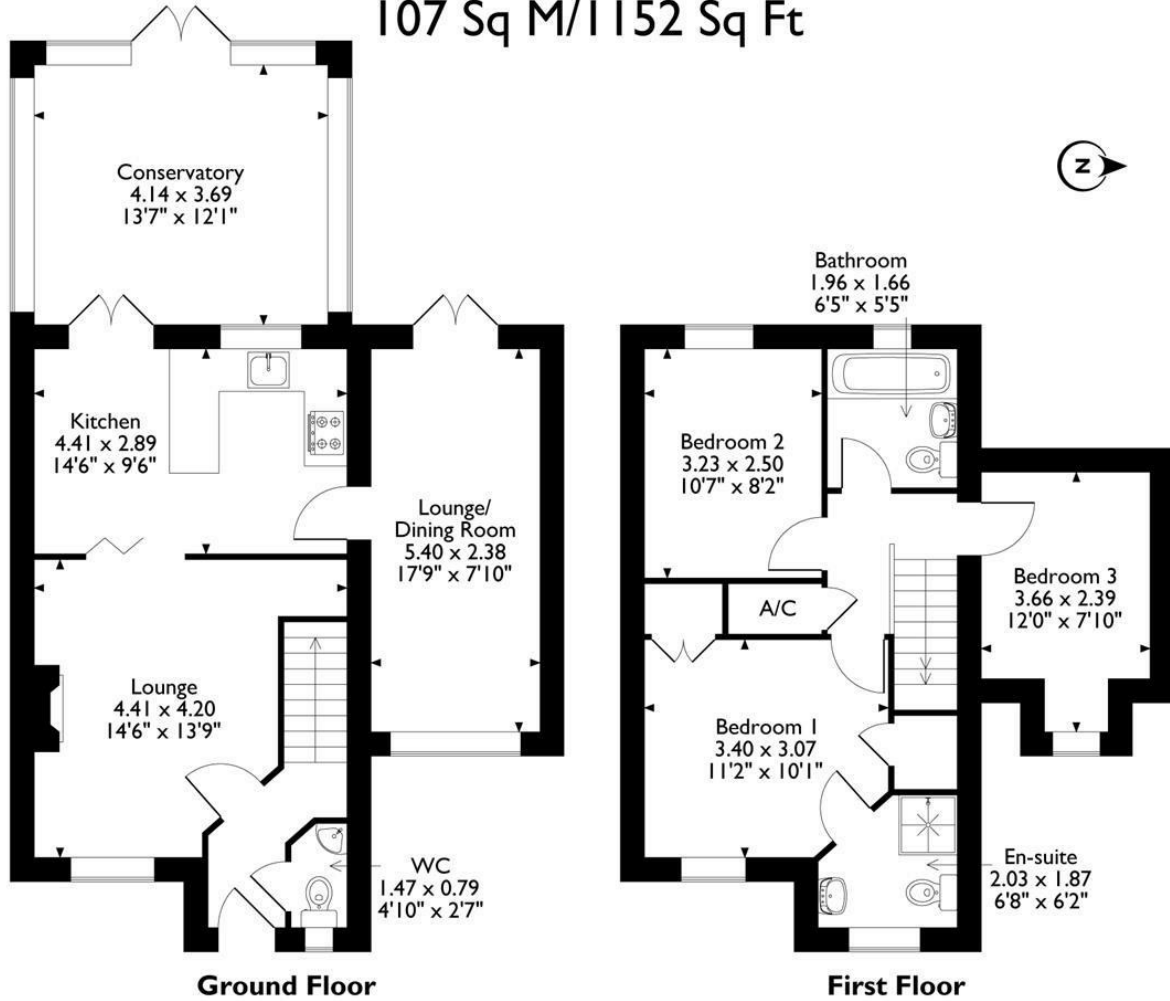 107 Sq M/1152 Sq Ft
Conservatory
4.14 x 3.69
13'7" x 12'1"
N
Kitchen
4.41 x 2.89
14'6" x 9'6"
Lounge/
Dining Room
5.40 x 2.38
17'9" x 7'10"
Lounge
4.41 x 4.20
14'6" x 13'9"
WC
1.47 x 0.79
4'10" x 2'7"
Ground Floor
Bathroom
1.96 x 1.66
6'5" x 5'5"
Bedroom 2
3.23 x 2.50
10'7" x 8'2"
A/C
Bedroom 3
3.66 x 2.39
12'0" x 7'10"
Bedroom 1
3.40 x 3.07
11'2" x 10'1"
En-suite
2.03 x 1.87
6'8" x 6'2"
First Floor